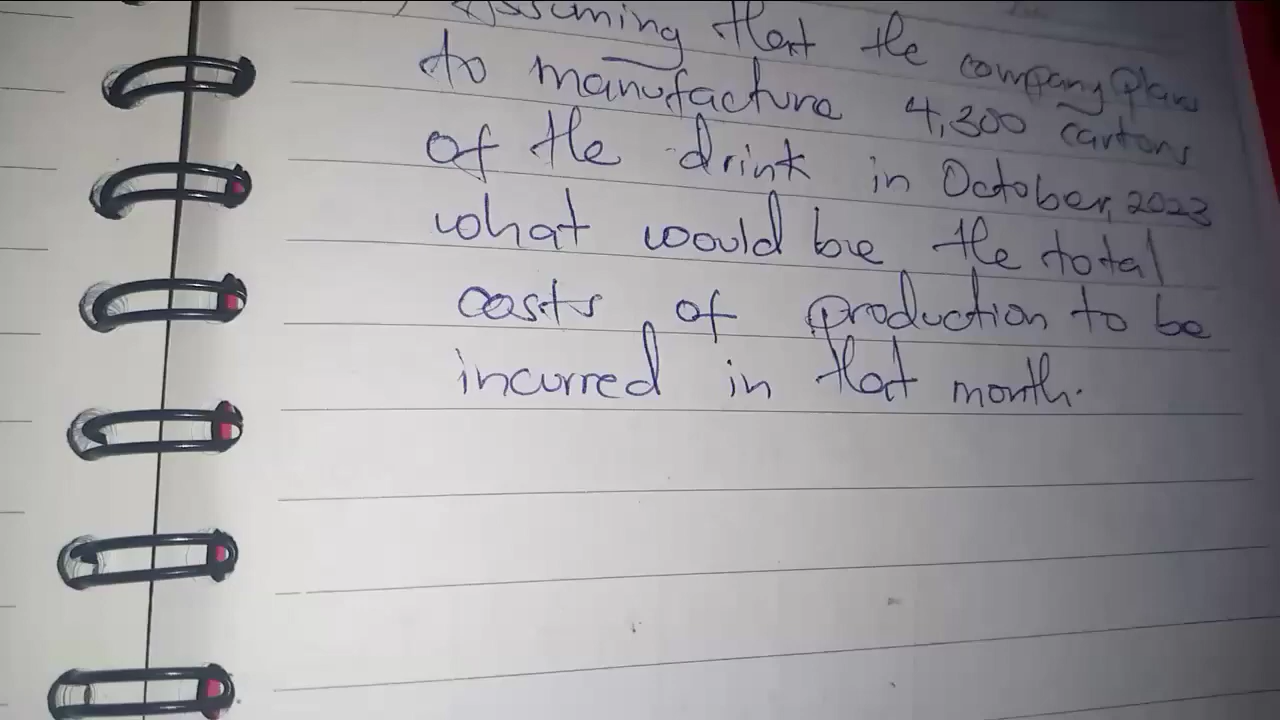 Assuming that the company plans
to manufacture 4,300 cartons
of the drink in October, 2023
what would be the total
costs of production to be
incurred in that month.